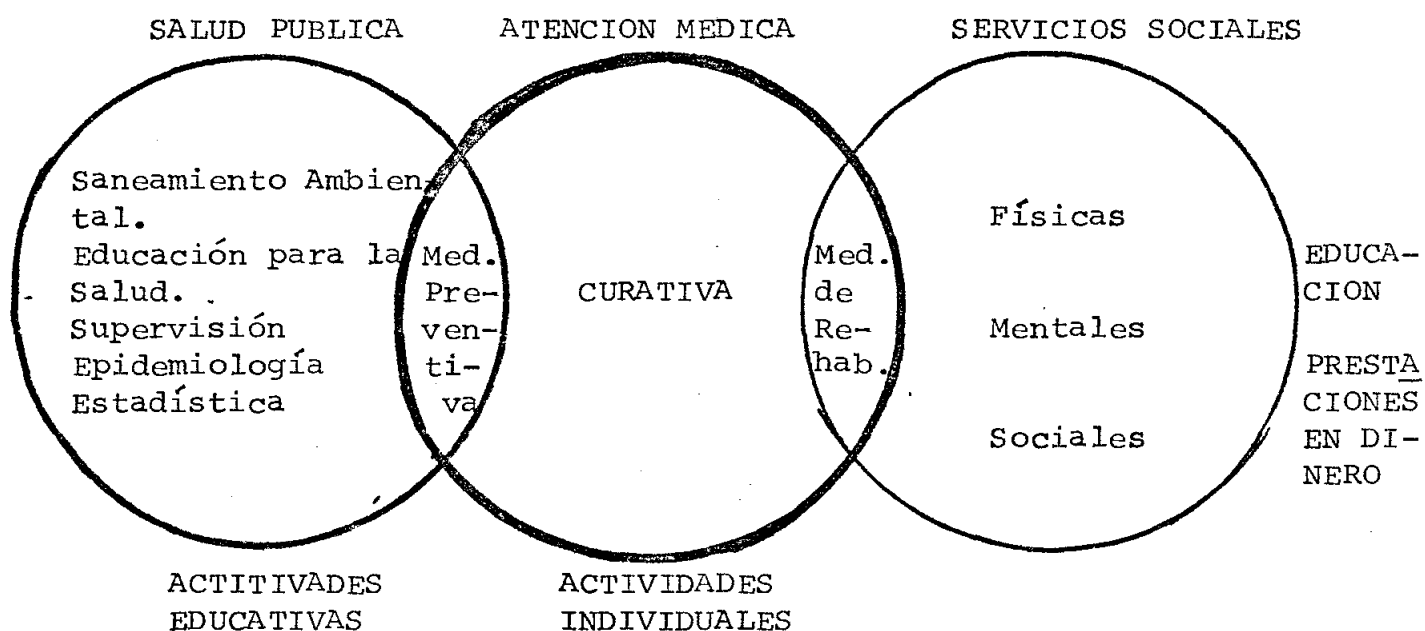 SALUD PUBLICA
ATENCION MEDICA
SERVICIOS SOCIALES
Saneamiento Ambien-
tal.
Educación para la
Salud.
Supervisión
Epidemiología
Estadística
Med.
Pre-
ven-
ti-
va
CURATIVA
Med.
de
Re-
hab.
Físicas
Mentales
Sociales
EDUCA-
CION
PRESTA
CIONES
EN DI-
NERO
ACTITIVADES
EDUCATIVAS
ACTIVIDADES
INDIVIDUALES